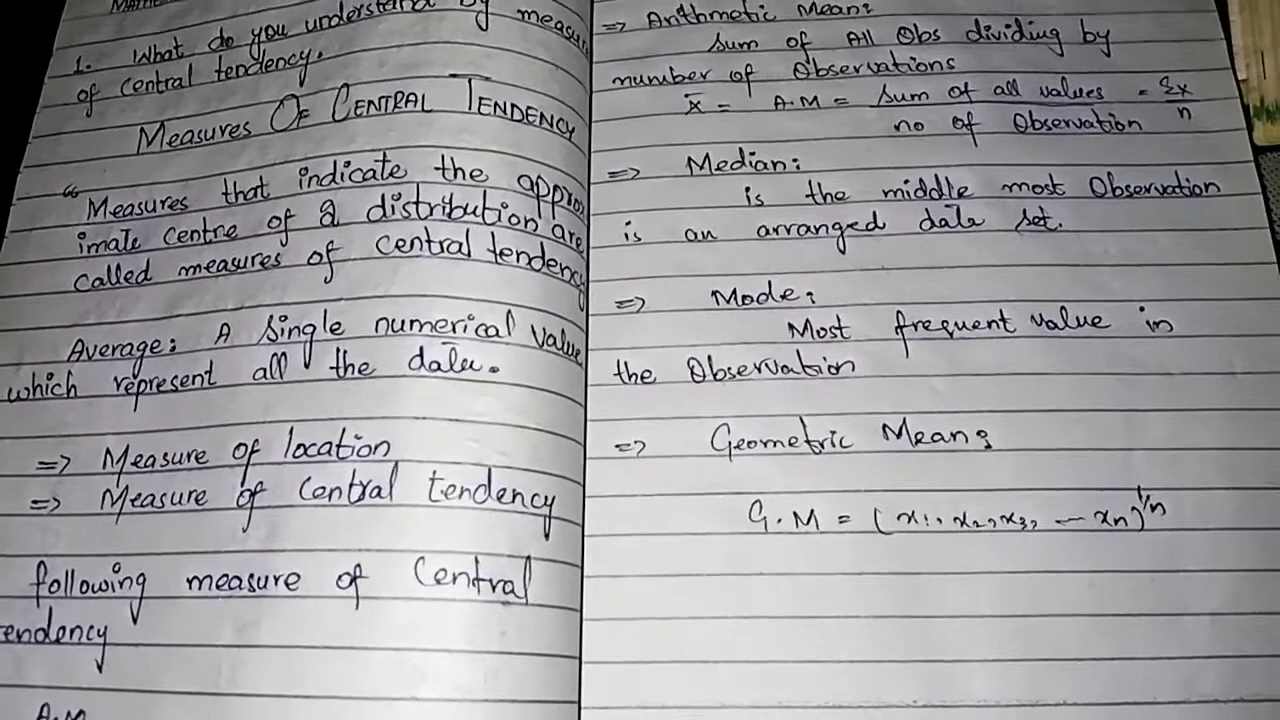 1. What do you understand by measu
of central tendency.
Measures Of Central Tendency
" Measures that indicate the appro
imate centre of a distribution are
called measures of central tendency
Average: A single numerical value
which represent all the data.
=> Measure of location
=> Measure of Central tendency
following measure of Central
endency
A.M
=> Arithmetic Mean:
Sum of All Obs dividing by
number of Observations
x̄ = A.M = Sum of all values = Σx
no of Observation n
=> Median:
is the middle most Observation
is an arranged data set.
=> Mode:
Most frequent value in
the Observation
=> Geometric Mean:
G.M = (x1, x2, x3, -- xn)^1/n